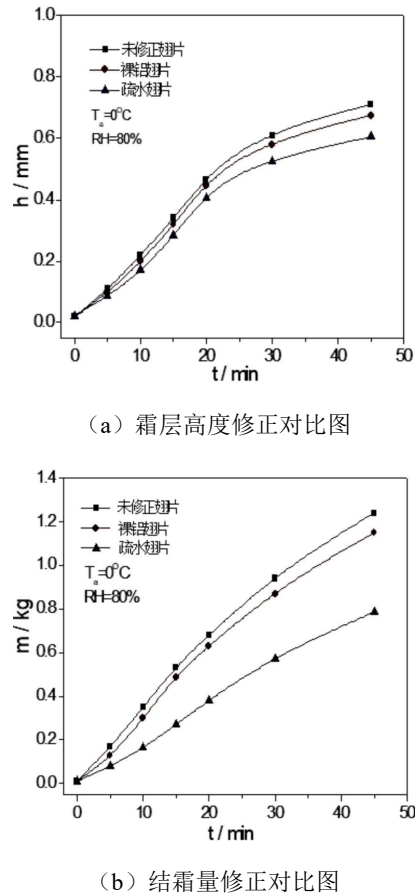 1.0
0.8
0.6
0.4
0.2
0.0
h / mm
未修正翅片
裸铝翅片
疏水翅片
Tₐ=0°C
RH=80%
0 10 20 30 40 50
t / min
（a）霜层高度修正对比图
1.4
1.2
1.0
0.8
0.6
0.4
0.2
0.0
m / kg
未修正翅片
裸铝翅片
疏水翅片
Tₐ=0°C
RH=80%
0 10 20 30 40 50
t / min
（b）结霜量修正对比图